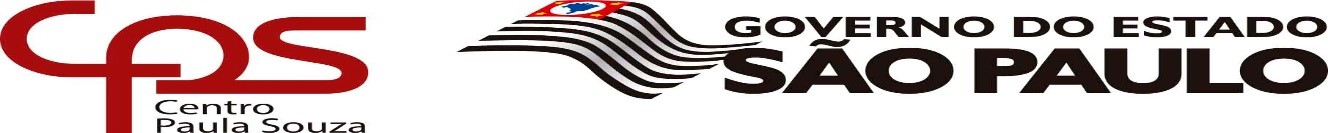 cps
Centro
Paula Souza
GOVERNO DO ESTADO
SÃO PAULO